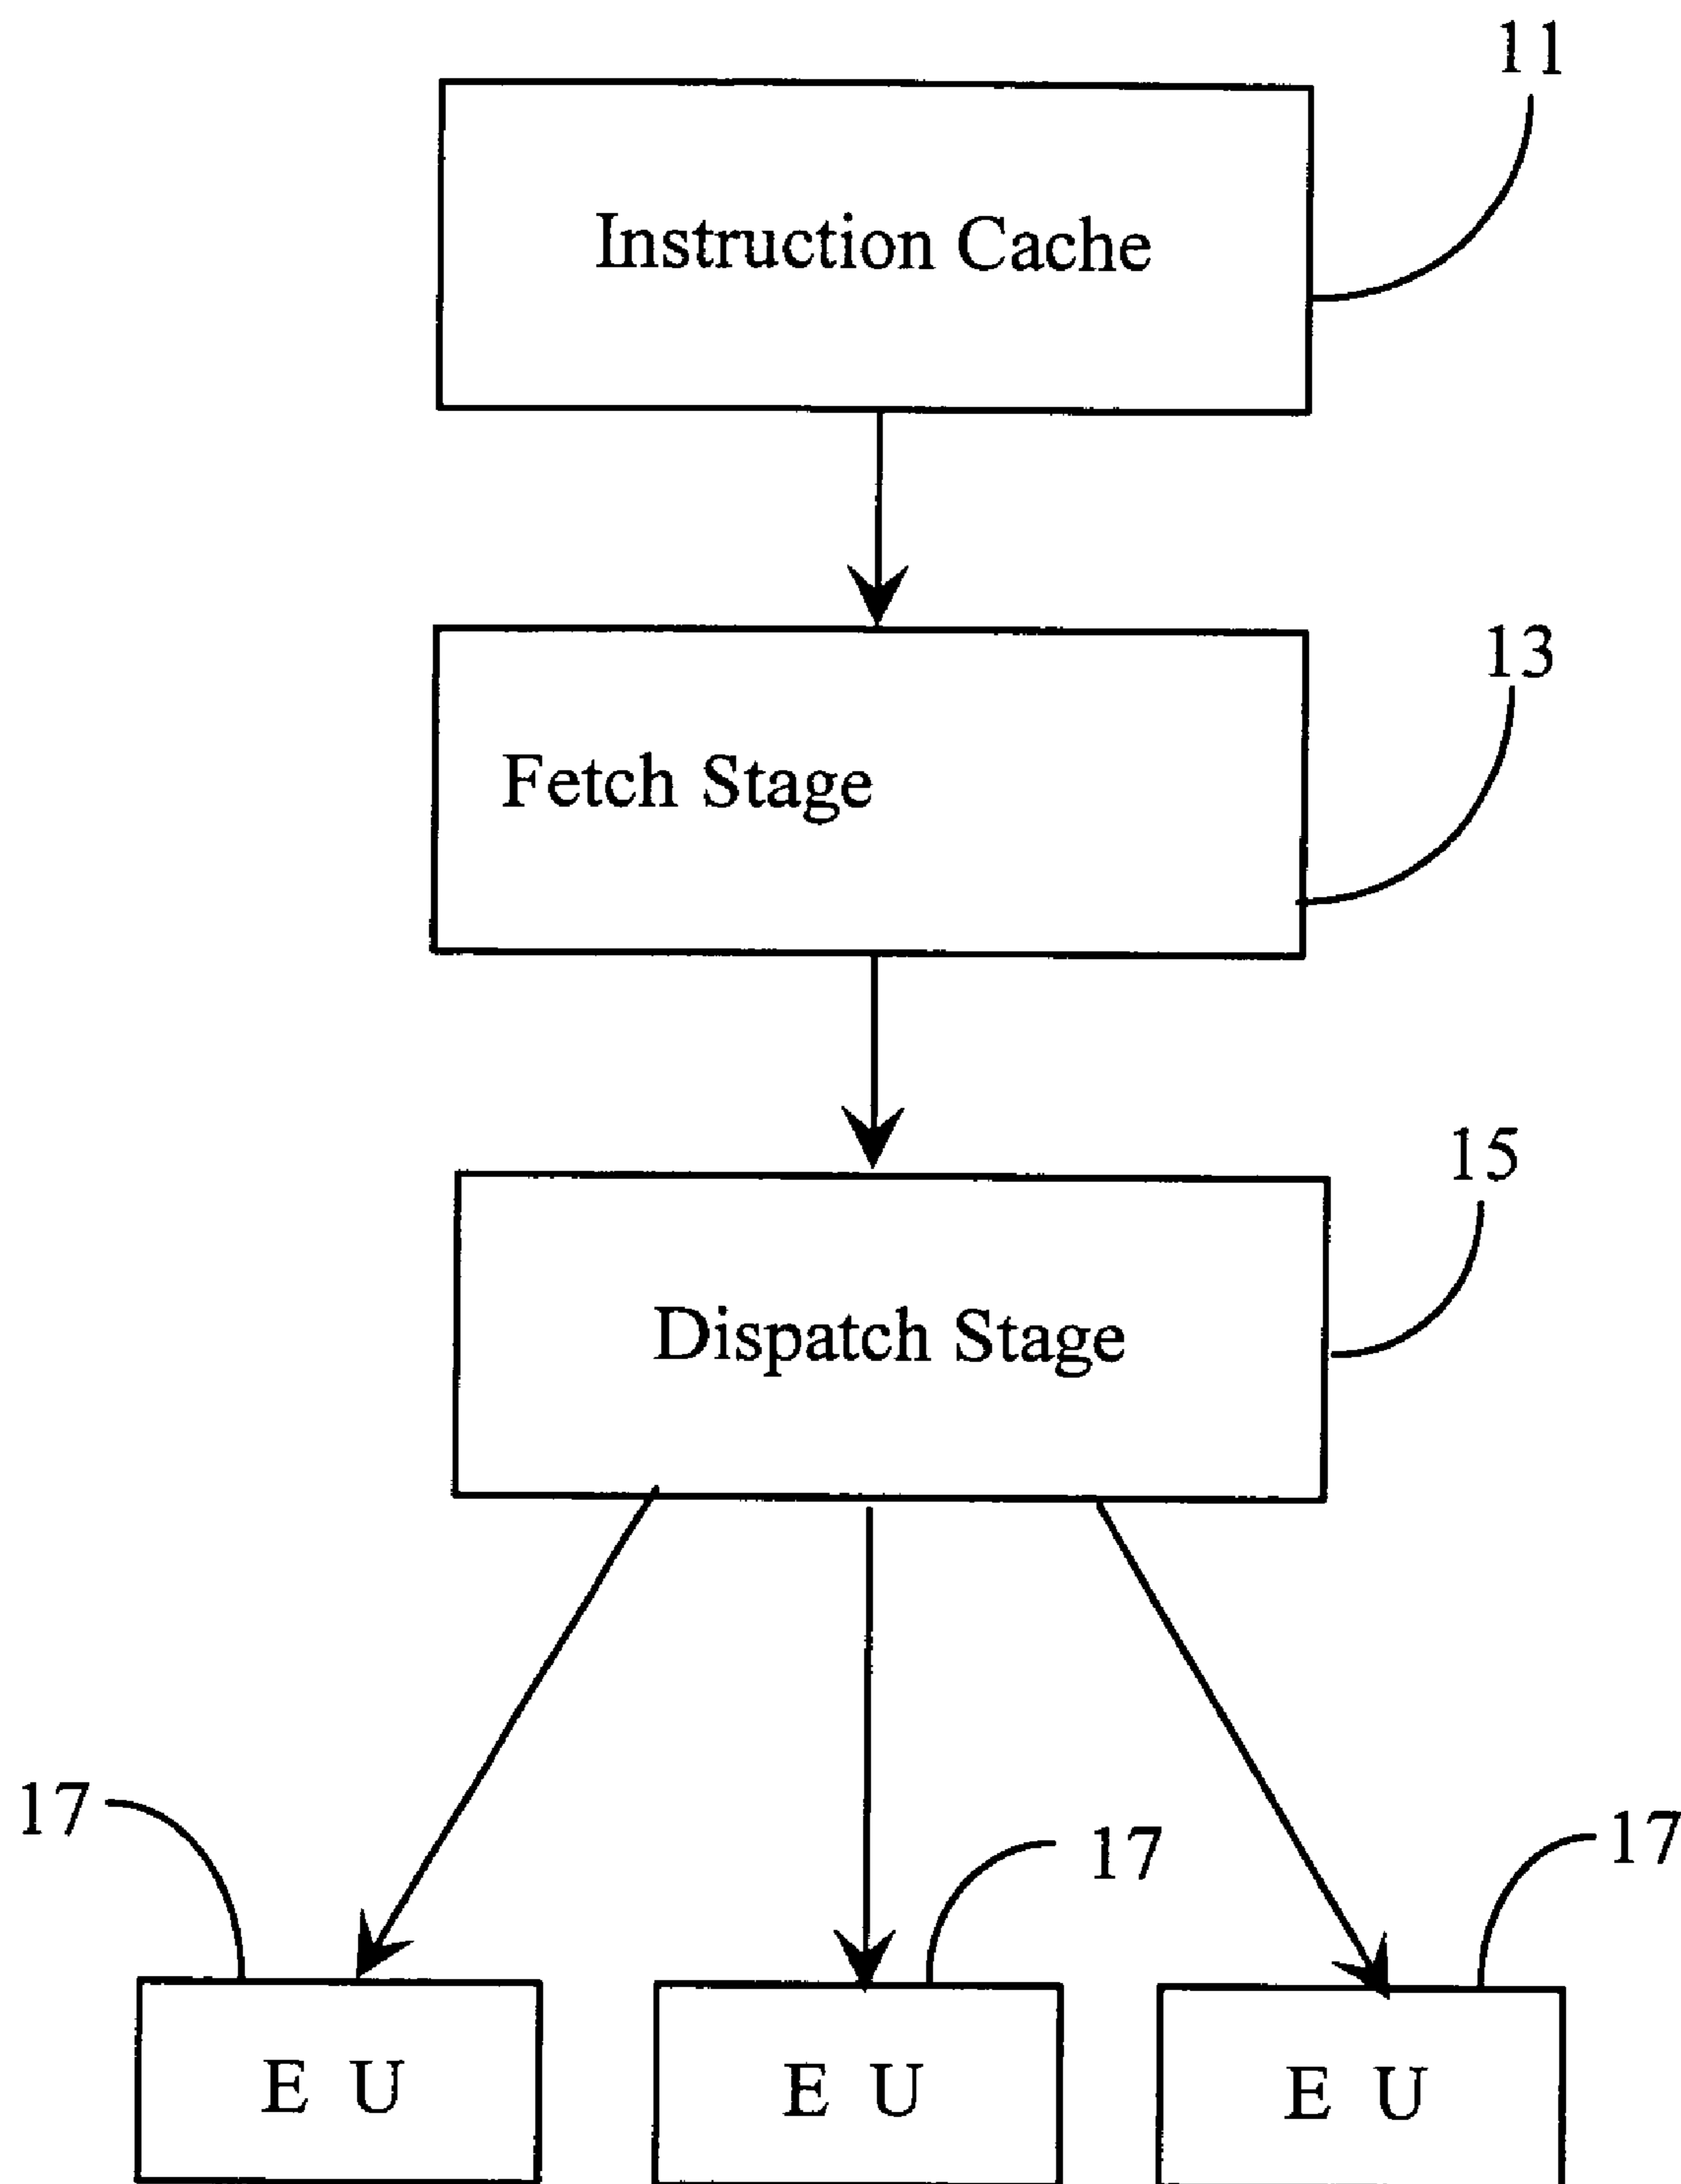 11
Instruction Cache
13
Fetch Stage
15
Dispatch Stage
17
17
17
E U
E U
E U